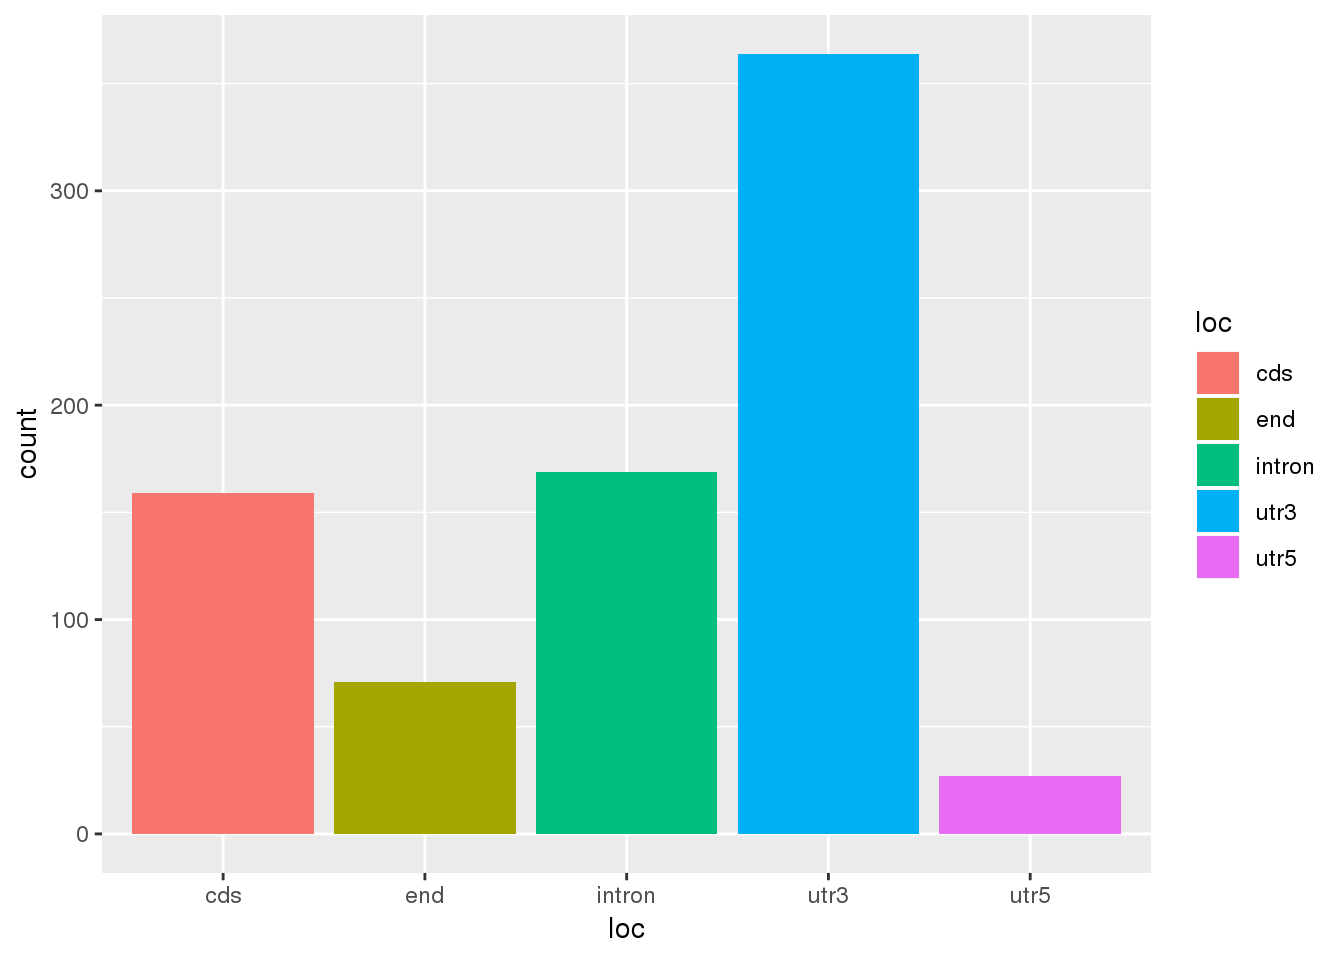 count
300
200
100
0
cds
end
intron
utr3
utr5
loc
loc
cds
end
intron
utr3
utr5